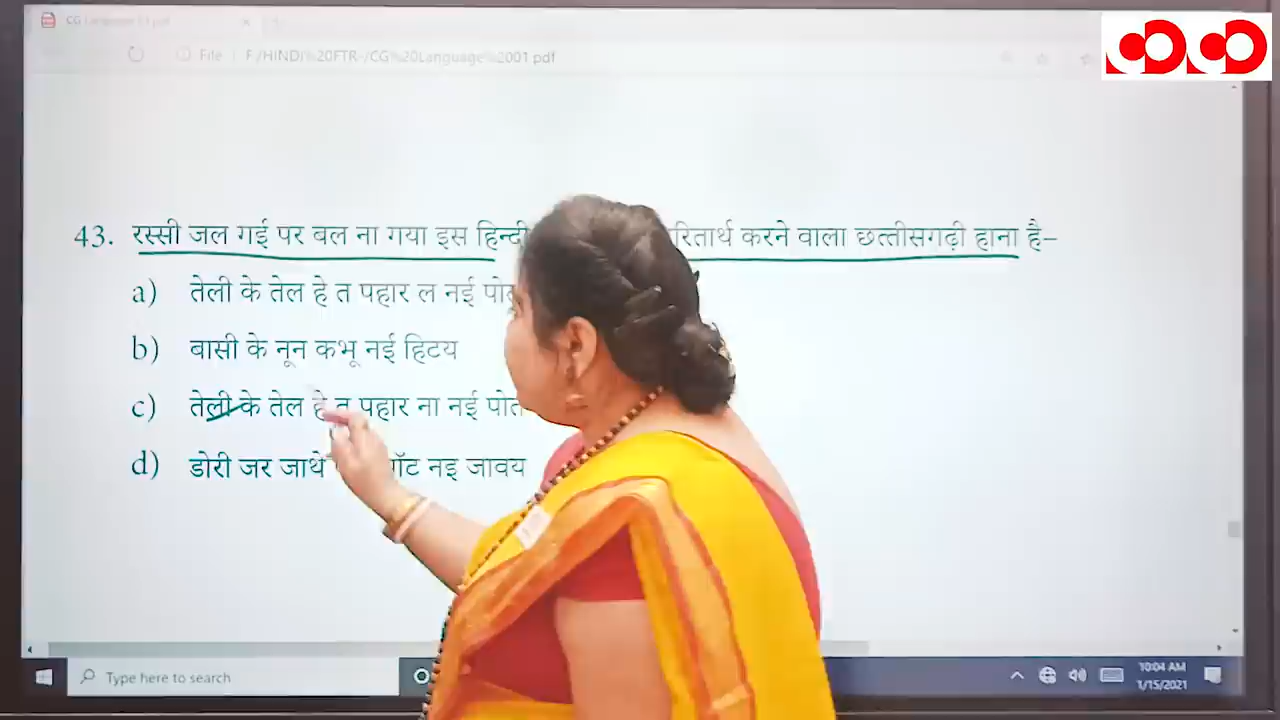 CG Language 01.pdf
File F:/HINDI%20FTR-/CG%20Language%2001.pdf
43. रस्सी जल गई पर बल ना गया इस हिन्दी करने वाला छत्तीसगढ़ी हाना है–
a) तेली के तेल हे त पहार ल नई
b) बासी के नून कभू नई हिटय
c) तेली के तेल हे त पहार ना नई
d) डोरी जर जाथे नइ जावय
Type here to search
10:04 AM
1/15/2021